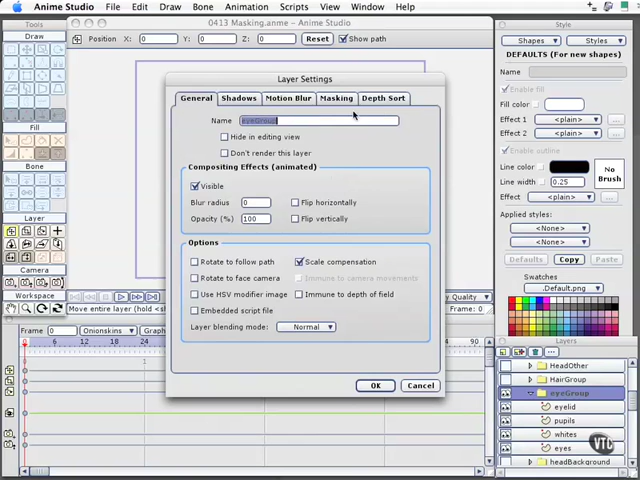 Anime Studio File Edit Draw Bone Animation Scripts View Window Help
0413 Masking.anme - Anime Studio
Position X: 0 Y: 0 Z: 0 Reset Show path
Tools
Draw
Fill
Bone
Layer
Camera
Workspace
Layer Settings
General Shadows Motion Blur Masking Depth Sort
Name eyeGroup
Hide in editing view
Don't render this layer
Compositing Effects (animated)
Visible
Blur radius 0 Flip horizontally
Opacity (%) 100 Flip vertically
Options
Rotate to follow path Scale compensation
Rotate to face camera Immune to camera movements
Use HSV modifier image Immune to depth of field
Embedded script file
Layer blending mode: Normal
OK Cancel
Style
Shapes Styles
DEFAULTS (For new shapes)
Name
Enable fill
Fill color
Effect 1 <plain>
Effect 2 <plain>
Enable outline
Line color
Line width 0.25
No Brush
Effect <plain>
Applied styles:
<None>
<None>
Defaults Copy Paste
Swatches
.Default.png
Quality
Move entire layer (hold <sh
Frame: 0
Frame 0 Onionskins Graph
0 6 12 18 24 90
1
Layers
HeadOther
HairGroup
eyeGroup
eyelid
pupils
whites
eyes
headBackground
VTC